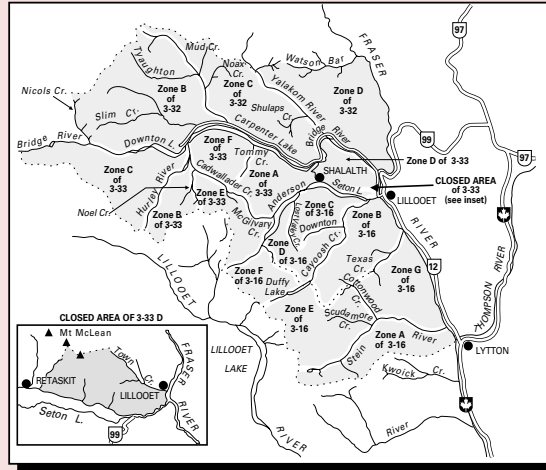 97
Mud Cr.
Tyaughton
Noax
Cr.
Watson Bar
FRASER
Zone B
of
3-32
Zone C
of
3-32
Yalakom River
Zone D
of
3-32
Nicols Cr.
Slim Cr.
Shulaps
Cr.
Carpenter Lake
Bridge River
99
97
Bridge River
Downton L.
Zone F
of
3-33
Tommy
Cr.
Zone D of 3-33
SHALALTH
Zone C
of
3-33
Hurley River
Cadwallader Cr.
Zone A
of
3-33
Anderson
Seton L.
CLOSED AREA
of 3-33
(see inset)
LILLOOET
Noel Cr.
Zone E
of
3-33
McGilvary
Cr.
Zone C
of 3-16
Zone B
of
3-16
Zone B
of
3-33
Lost Valley
Cr.
Downton
Cayoosh Cr.
Zone
D
of 3-16
RIVER
LILLOOET
Zone F
of 3-16
Duffy
Lake
Texas
Cr.
Zone G
of
3-16
12
Cottonwood
Cr.
THOMPSON RIVER
Zone E
of
3-16
Scudamore
Cr.
Zone A
of 3-16
River
Stein
LYTTON
LILLOOET
LAKE
Kwoick Cr.
River
RIVER
CLOSED AREA OF 3-33 D
Mt McLean
Town
Cr.
FRASER
RIVER
RETASKIT
LILLOOET
Seton L.
99